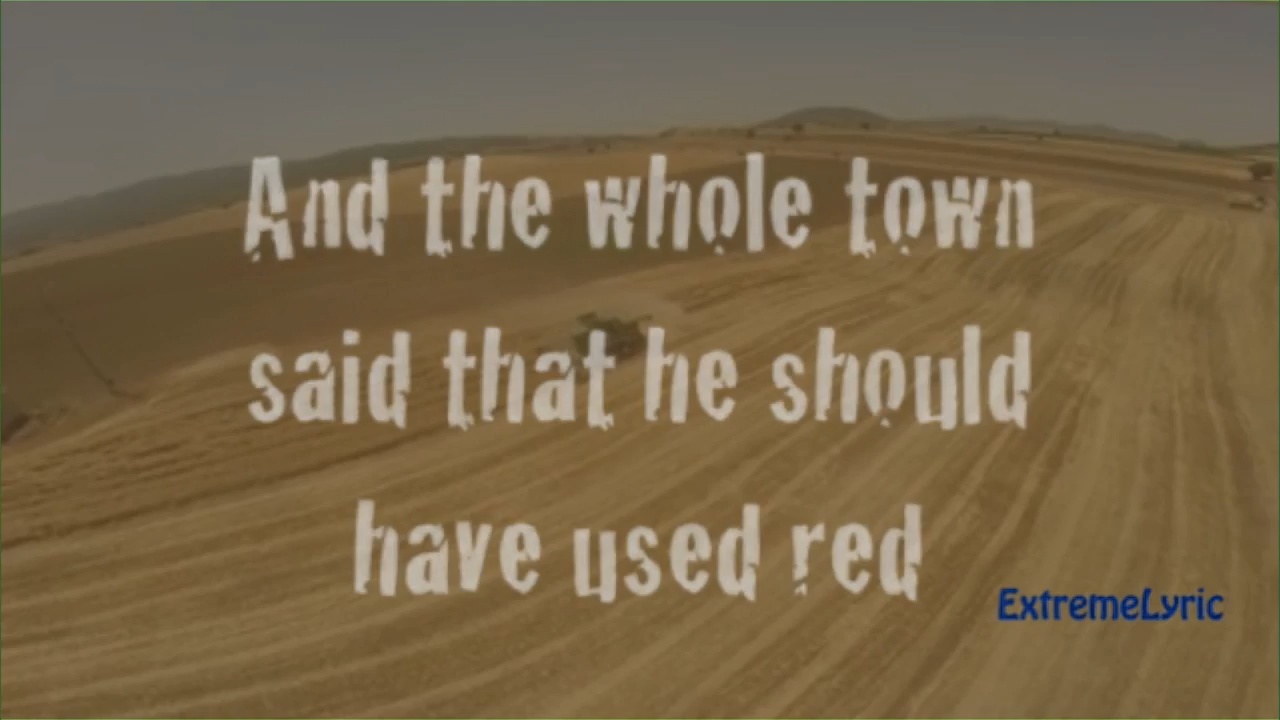 And the whole town
said that he should
have used red
ExtremeLyric